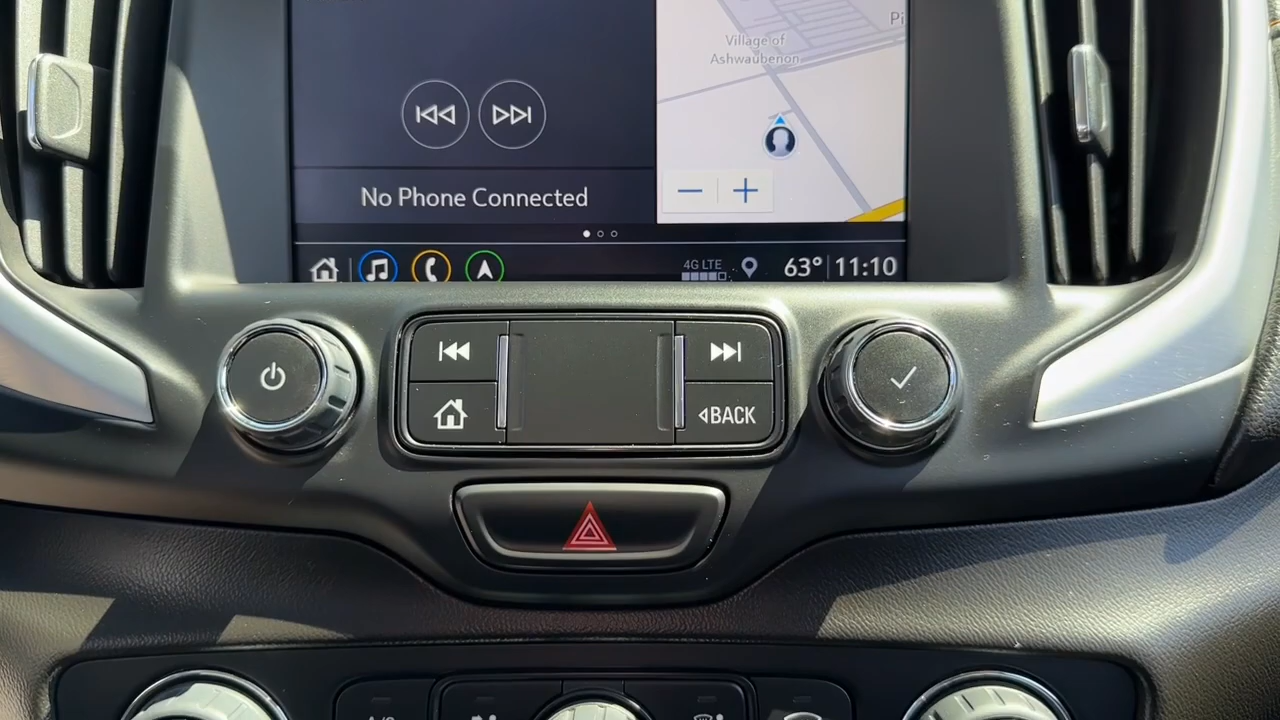 Pi
Village of
Ashwaubenon
No Phone Connected
4G LTE
63° 11:10
BACK